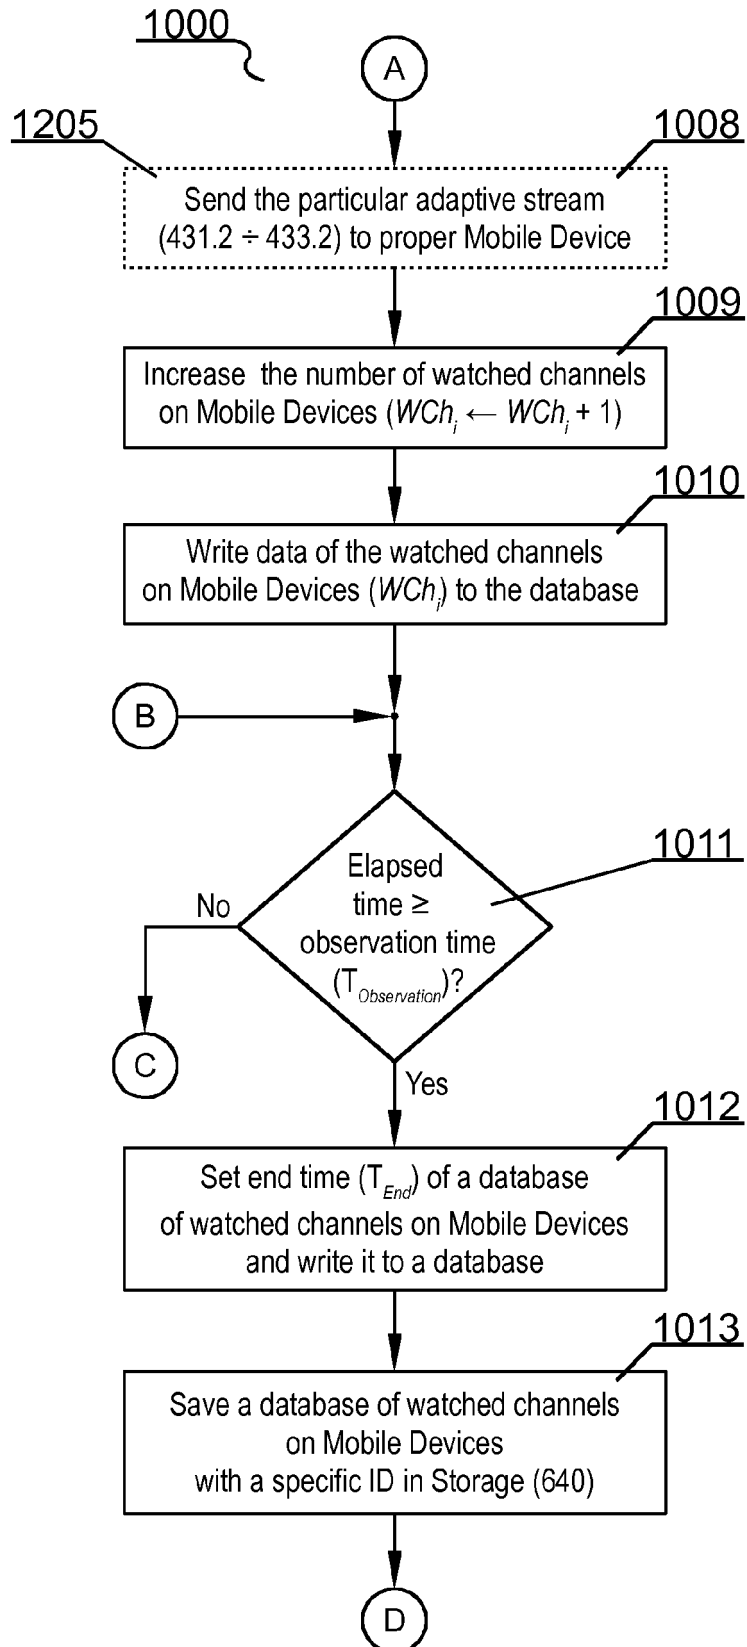 1000
A
1205
1008
Send the particular adaptive stream
(431.2 ÷ 433.2) to proper Mobile Device
1009
Increase the number of watched channels
on Mobile Devices (WChi ← WChi + 1)
1010
Write data of the watched channels
on Mobile Devices (WChi) to the database
B
1011
Elapsed
time ≥
observation time
(TObservation)?
No
C
Yes
1012
Set end time (TEnd) of a database
of watched channels on Mobile Devices
and write it to a database
1013
Save a database of watched channels
on Mobile Devices
with a specific ID in Storage (640)
D